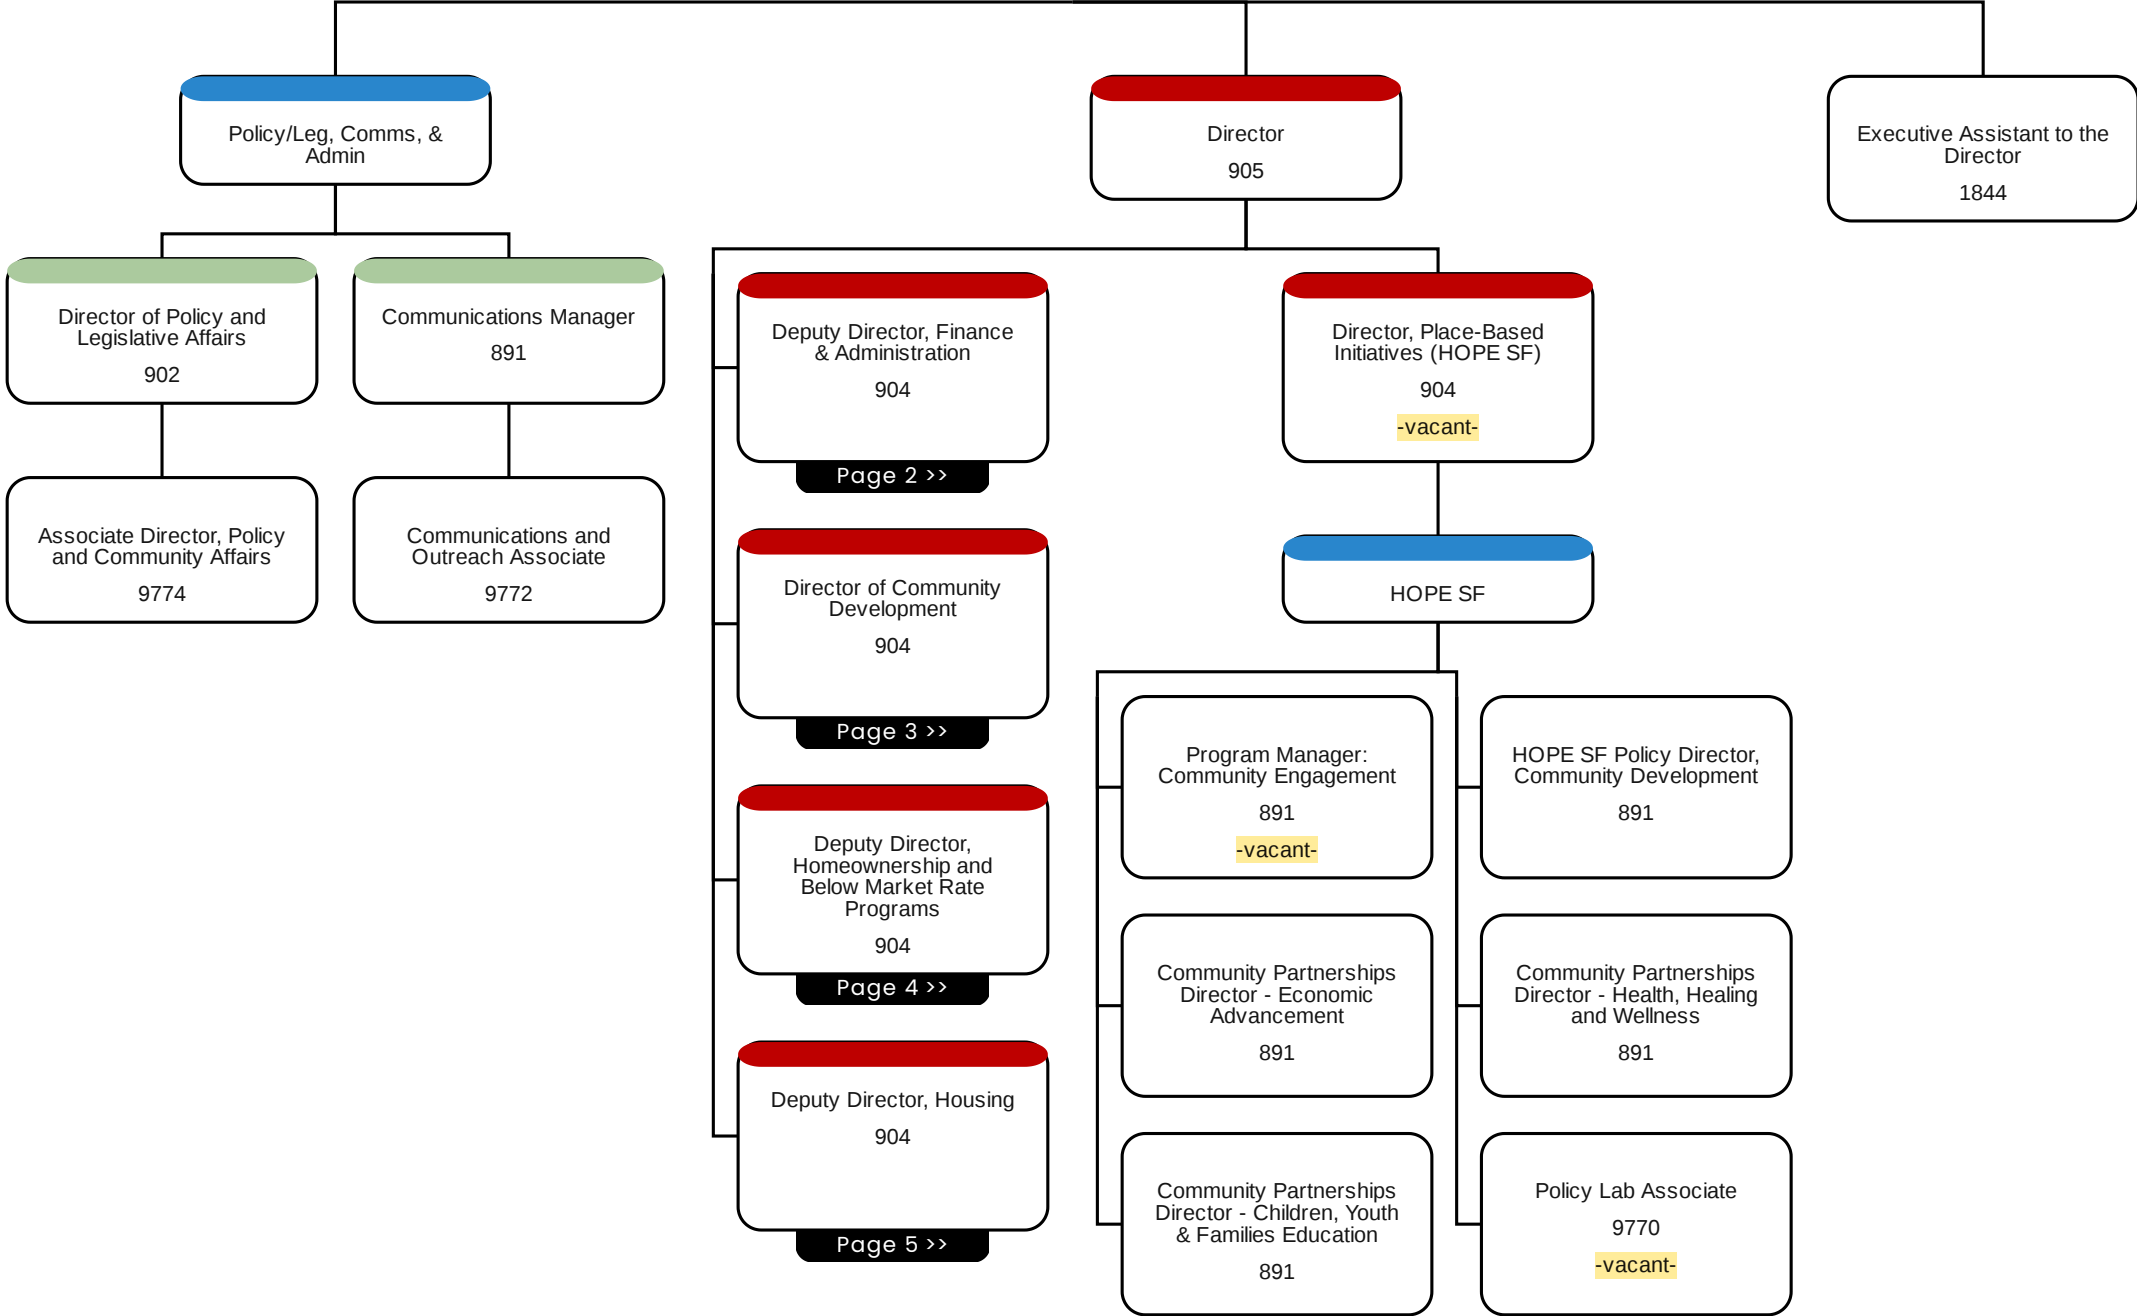 Policy/Leg, Comms, &
Admin
Director
905
Executive Assistant to the
Director
1844
Director of Policy and
Legislative Affairs
902
Communications Manager
891
Associate Director, Policy
and Community Affairs
9774
Communications and
Outreach Associate
9772
Deputy Director, Finance
& Administration
904
Page 2 >>
Director of Community
Development
904
Page 3 >>
Deputy Director,
Homeownership and
Below Market Rate
Programs
904
Page 4 >>
Deputy Director, Housing
904
Page 5 >>
Director, Place-Based
Initiatives (HOPE SF)
904
-vacant-
HOPE SF
Program Manager:
Community Engagement
891
-vacant-
HOPE SF Policy Director,
Community Development
891
Community Partnerships
Director - Economic
Advancement
891
Community Partnerships
Director - Health, Healing
and Wellness
891
Community Partnerships
Director - Children, Youth
& Families Education
891
Policy Lab Associate
9770
-vacant-